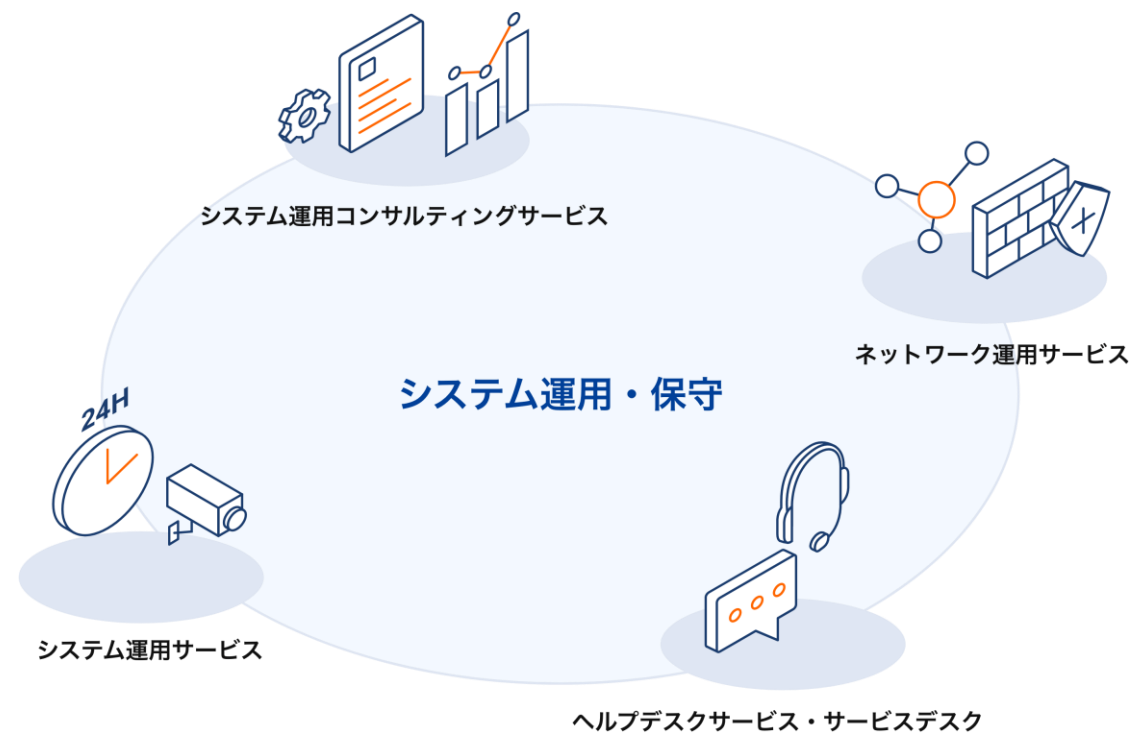 システム運用コンサルティングサービス
ネットワーク運用サービス
システム運用・保守
24H
システム運用サービス
ヘルプデスクサービス・サービスデスク